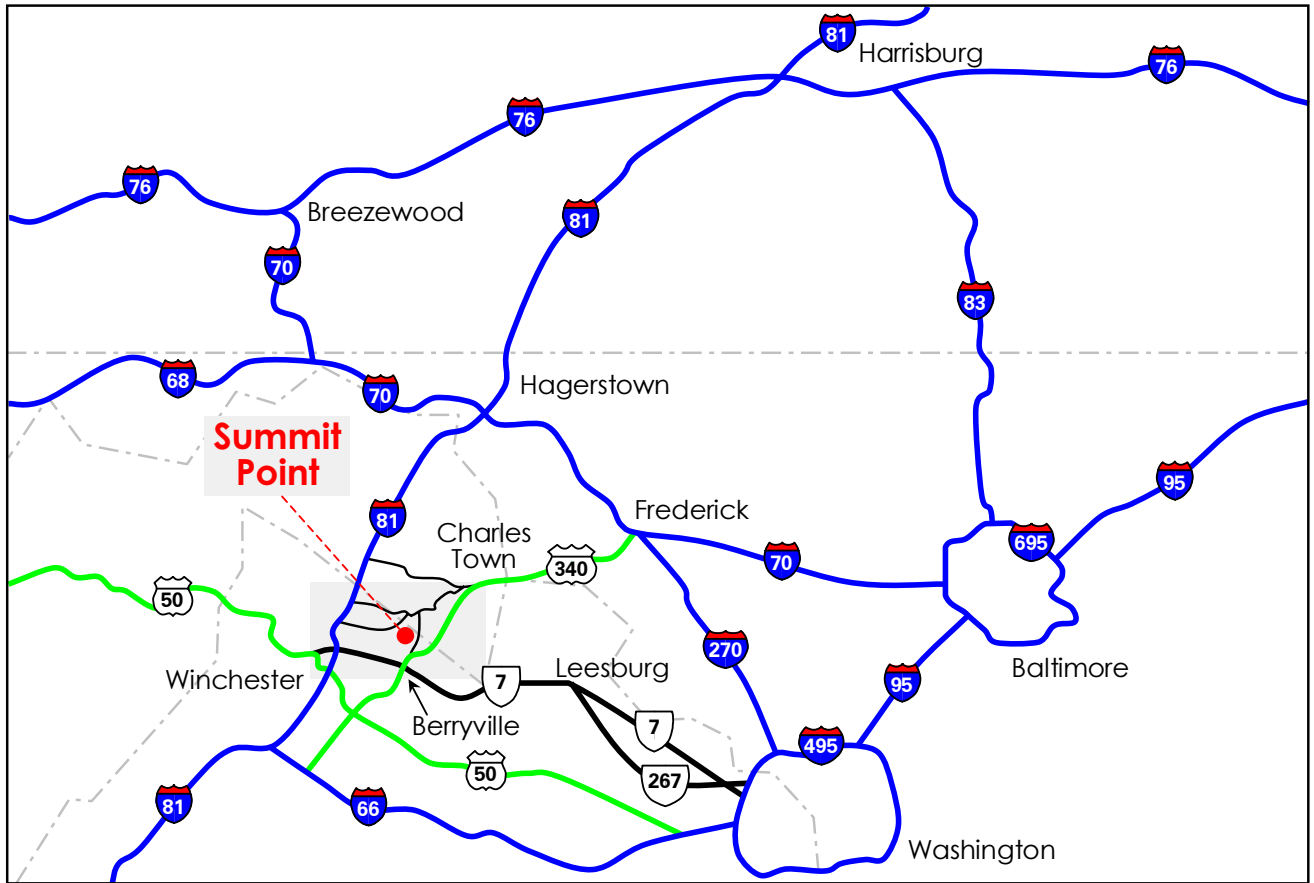 81
Harrisburg
76
76
76
Breezewood
81
70
83
68
70
Hagerstown
Summit
Point
95
81
Frederick
Charles
Town
695
340
70
50
270
Leesburg
Baltimore
Winchester
7
95
Berryville
7
495
50
267
81
66
Washington